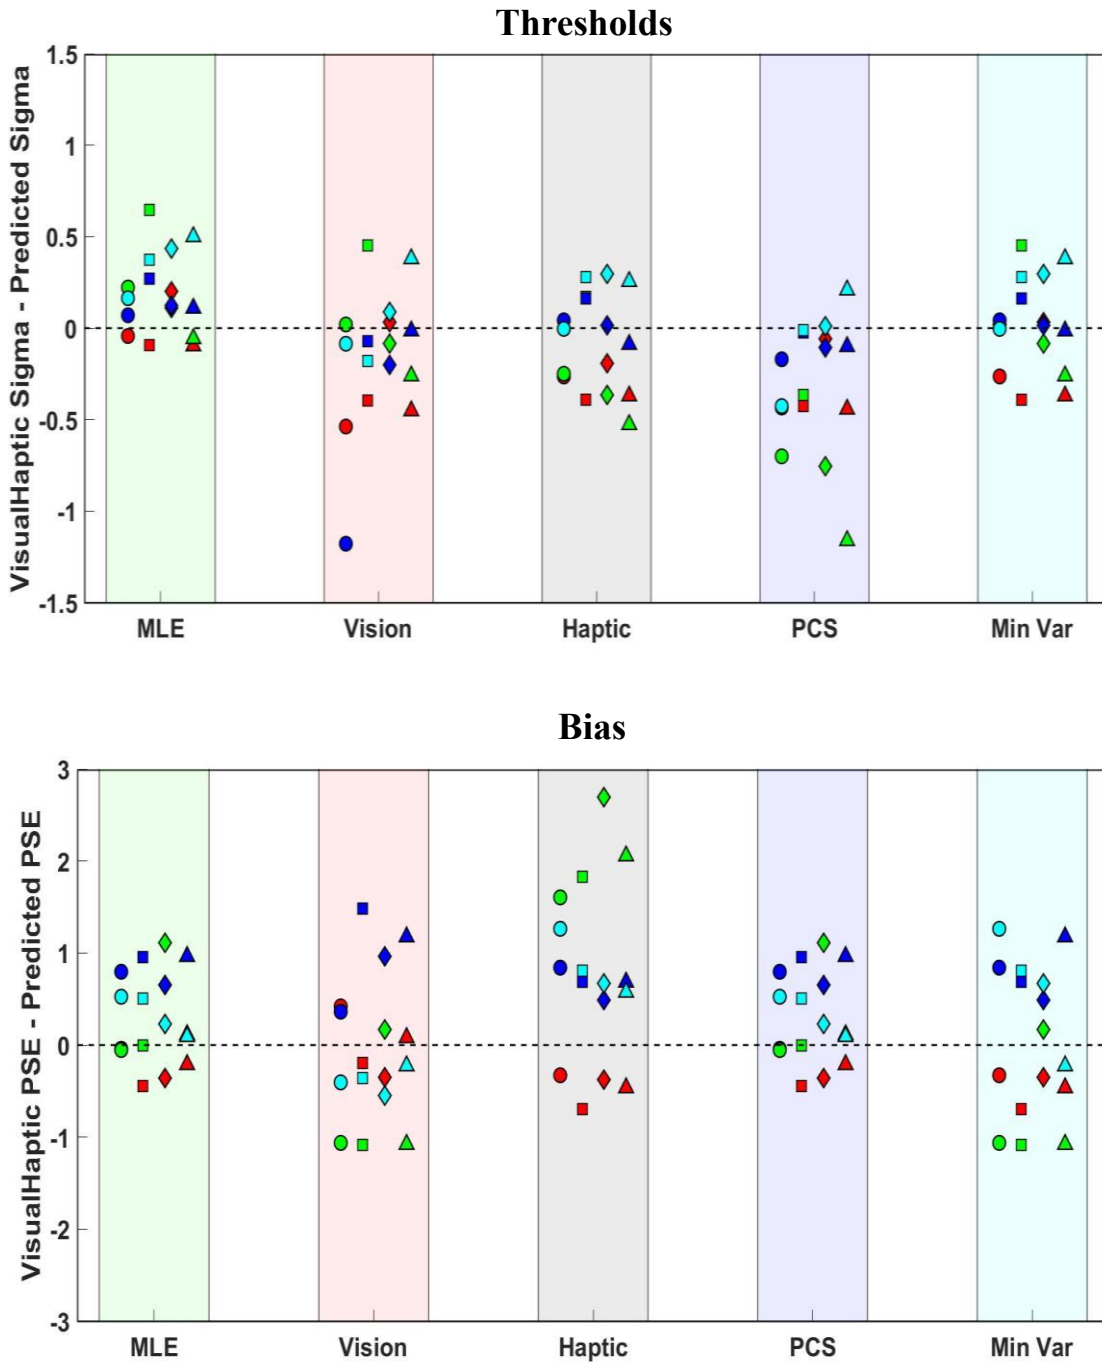 Thresholds
VisualHaptic Sigma - Predicted Sigma
1.5
1
0.5
0
-0.5
-1
-1.5
MLE Vision Haptic PCS Min Var
Bias
VisualHaptic PSE - Predicted PSE
3
2
1
0
-1
-2
-3
MLE Vision Haptic PCS Min Var